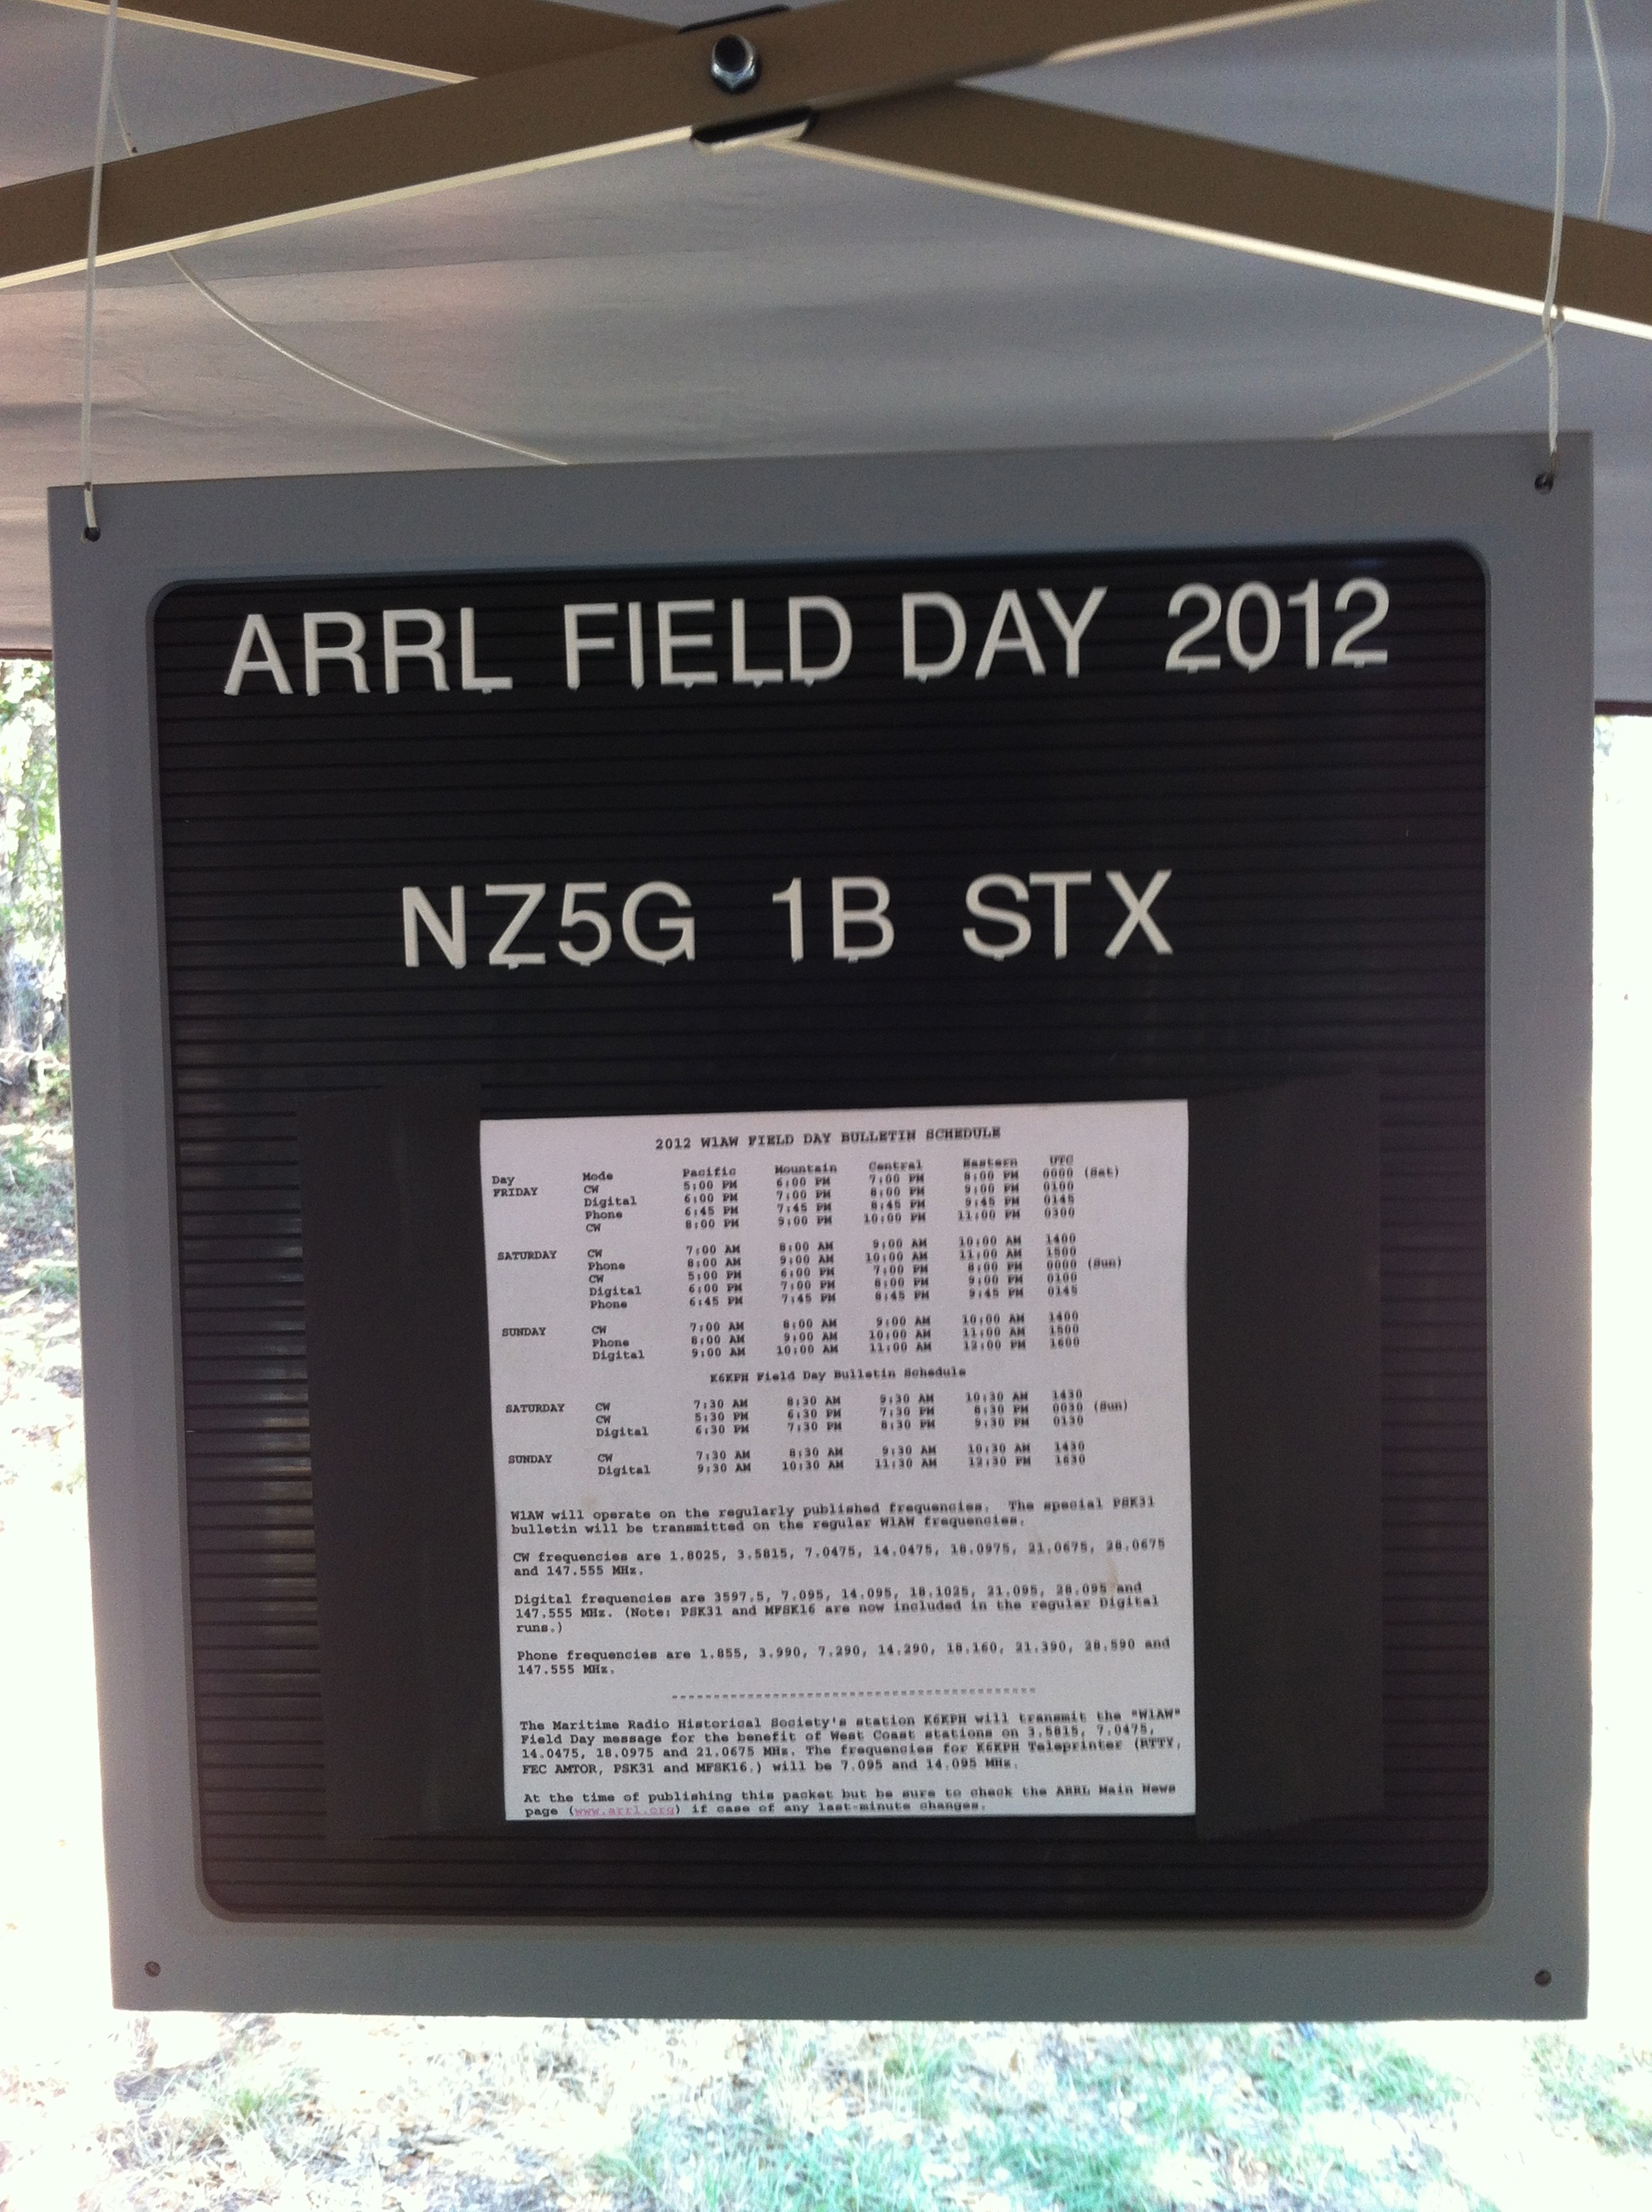 ARRL FIELD DAY 2012
NZ5G 1B STX
2012 W1AW FIELD DAY BULLETIN SCHEDULE
Day Mode Pacific Mountain Central Eastern UTC
FRIDAY CW 5:00 PM 6:00 PM 7:00 PM 8:00 PM 0000 (Sat)
Digital 6:00 PM 7:00 PM 8:00 PM 9:00 PM 0100
Phone 6:45 PM 7:45 PM 8:45 PM 9:45 PM 0145
CW 8:00 PM 9:00 PM 10:00 PM 11:00 PM 0300
SATURDAY CW 7:00 AM 8:00 AM 9:00 AM 10:00 AM 1400
Phone 8:00 AM 9:00 AM 10:00 AM 11:00 AM 1500
CW 5:00 PM 6:00 PM 7:00 PM 8:00 PM 0000 (Sun)
Digital 6:00 PM 7:00 PM 8:00 PM 9:00 PM 0100
Phone 6:45 PM 7:45 PM 8:45 PM 9:45 PM 0145
SUNDAY CW 7:00 AM 8:00 AM 9:00 AM 10:00 AM 1400
Phone 8:00 AM 9:00 AM 10:00 AM 11:00 AM 1500
Digital 9:00 AM 10:00 AM 11:00 AM 12:00 PM 1600
K6KPH Field Day Bulletin Schedule
SATURDAY CW 7:30 AM 8:30 AM 9:30 AM 10:30 AM 1430
CW 5:30 PM 6:30 PM 7:30 PM 8:30 PM 0030 (Sun)
Digital 6:30 PM 7:30 PM 8:30 PM 9:30 PM 0130
SUNDAY CW 7:30 AM 8:30 AM 9:30 AM 10:30 AM 1430
Digital 9:30 AM 10:30 AM 11:30 AM 12:30 PM 1630
W1AW will operate on the regularly published frequencies. The special PSK31
bulletin will be transmitted on the regular W1AW frequencies.
CW frequencies are 1.8025, 3.5815, 7.0475, 14.0475, 18.0975, 21.0675, 28.0675
and 147.555 MHz.
Digital frequencies are 3597.5, 7.095, 14.095, 18.1025, 21.095, 28.095 and
147.555 MHz. (Note: PSK31 and MFSK16 are now included in the regular Digital
runs.)
Phone frequencies are 1.855, 3.990, 7.290, 14.290, 18.160, 21.390, 28.590 and
147.555 MHz.
--------------------------------------------
The Maritime Radio Historical Society's station K6KPH will transmit the "W1AW"
Field Day message for the benefit of West Coast stations on 3.5815, 7.0475,
14.0475, 18.0975 and 21.0675 MHz. The frequencies for K6KPH Teleprinter (RTTY,
FEC AMTOR, PSK31 and MFSK16.) will be 7.095 and 14.095 MHz.
At the time of publishing this packet but be sure to check the ARRL Main News
page (www.arrl.org) if case of any last-minute changes.